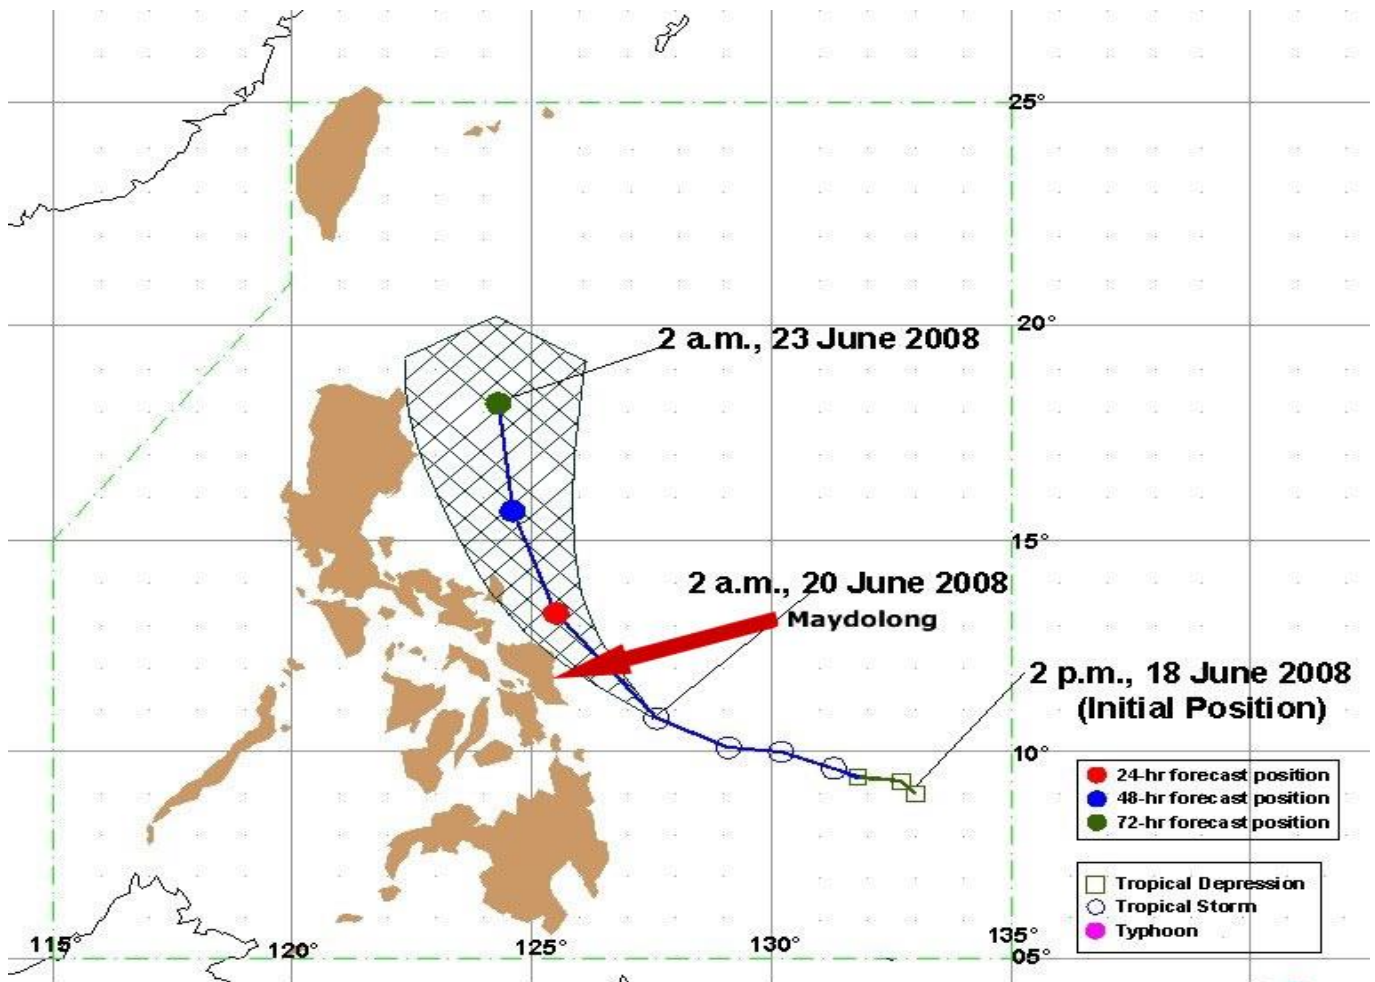 25°
20°
2 a.m., 23 June 2008
15°
2 a.m., 20 June 2008
Maydolong
2 p.m., 18 June 2008
(Initial Position)
10°
24-hr forecast position
48-hr forecast position
72-hr forecast position
Tropical Depression
Tropical Storm
Typhoon
115°
120°
125°
130°
135°
05°